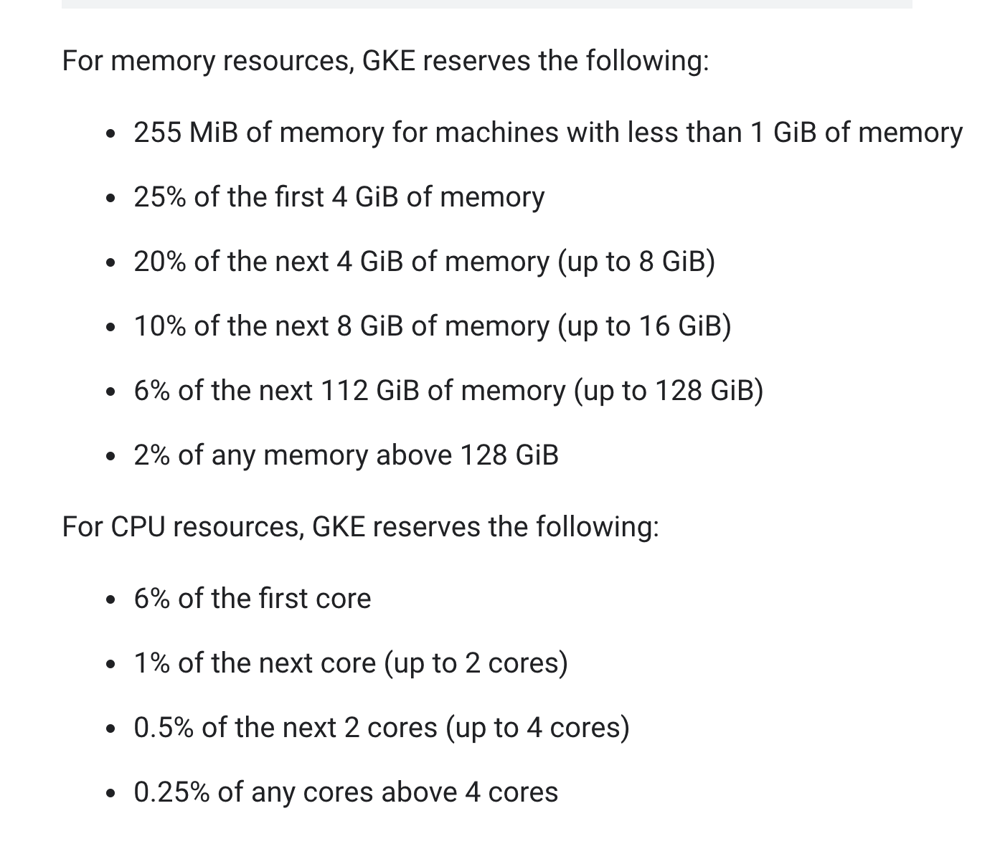 For memory resources, GKE reserves the following:
• 255 MiB of memory for machines with less than 1 GiB of memory
• 25% of the first 4 GiB of memory
• 20% of the next 4 GiB of memory (up to 8 GiB)
• 10% of the next 8 GiB of memory (up to 16 GiB)
• 6% of the next 112 GiB of memory (up to 128 GiB)
• 2% of any memory above 128 GiB
For CPU resources, GKE reserves the following:
• 6% of the first core
• 1% of the next core (up to 2 cores)
• 0.5% of the next 2 cores (up to 4 cores)
• 0.25% of any cores above 4 cores